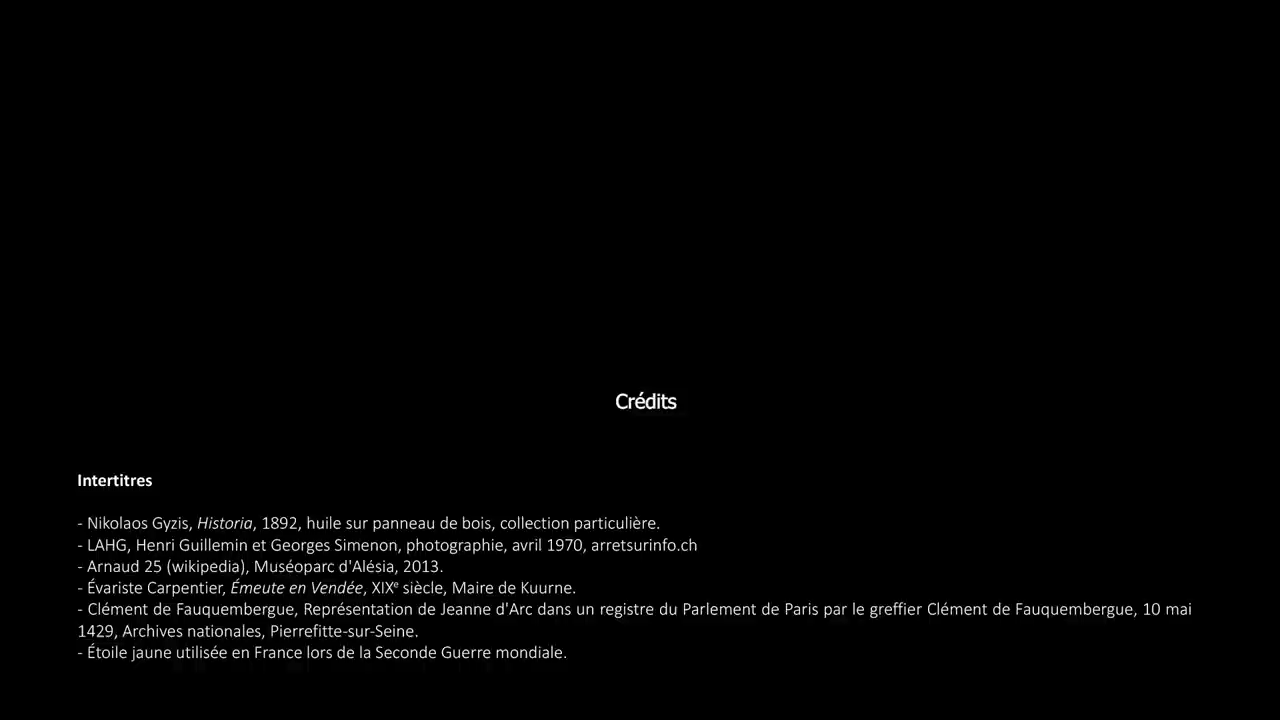 Crédits
Intertitres
- Nikolaos Gyzis, Historia, 1892, huile sur panneau de bois, collection particulière.
- LAHG, Henri Guillemin et Georges Simenon, photographie, avril 1970, arretsurinfo.ch
- Arnaud 25 (wikipedia), Muséoparc d'Alésia, 2013.
- Évariste Carpentier, Émeute en Vendée, XIXe siècle, Maire de Kuurne.
- Clément de Fauquembergue, Représentation de Jeanne d'Arc dans un registre du Parlement de Paris par le greffier Clément de Fauquembergue, 10 mai
1429, Archives nationales, Pierrefitte-sur-Seine.
- Étoile jaune utilisée en France lors de la Seconde Guerre mondiale.